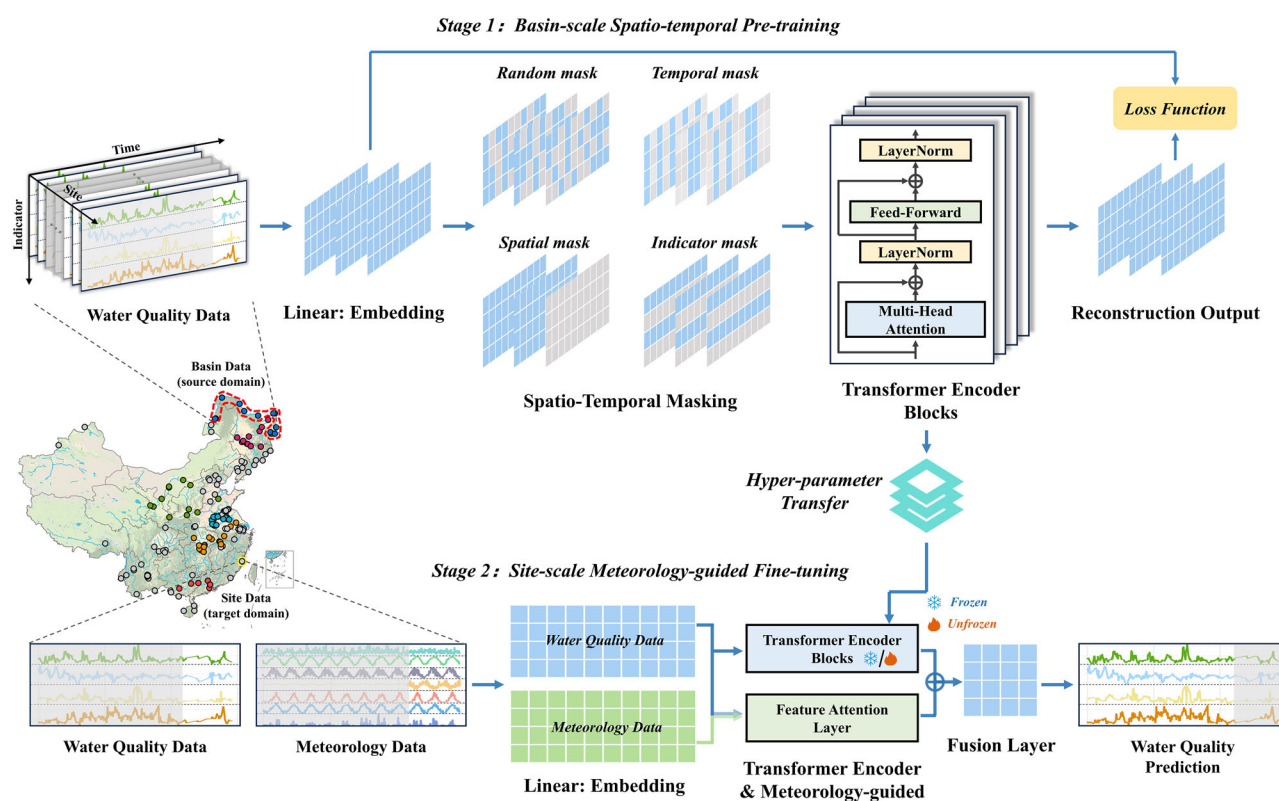 Stage 1: Basin-scale Spatio-temporal Pre-training
Random mask
Temporal mask
Loss Function
Time
Site
Indicator
LayerNorm
Feed-Forward
LayerNorm
Multi-Head
Attention
Spatial mask
Indicator mask
Water Quality Data
Linear: Embedding
Reconstruction Output
Spatio-Temporal Masking
Transformer Encoder
Blocks
Basin Data
(source domain)
Hyper-parameter
Transfer
Stage 2: Site-scale Meteorology-guided Fine-tuning
Site Data
(target domain)
Frozen
Unfrozen
Water Quality Data
Transformer Encoder
Blocks /
Meteorology Data
Feature Attention
Layer
Water Quality Data
Meteorology Data
Linear: Embedding
Transformer Encoder
& Meteorology-guided
Fusion Layer
Water Quality
Prediction